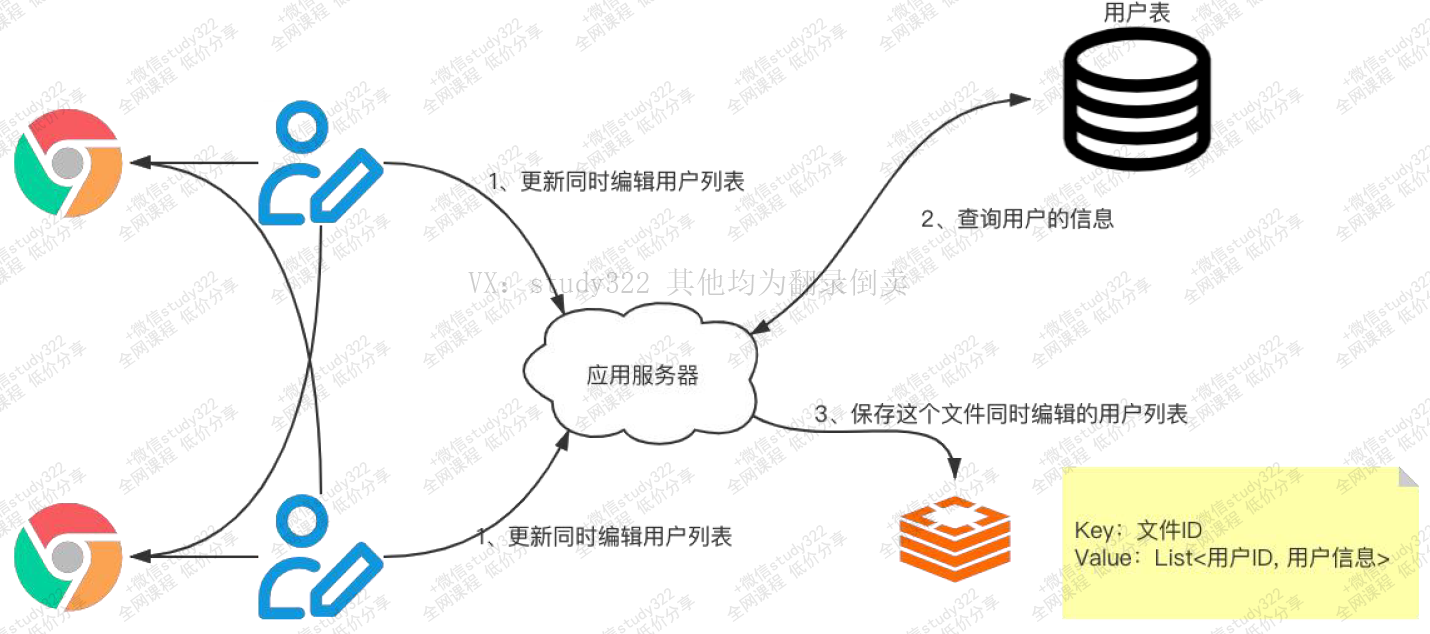 用户表
1、更新同时编辑用户列表
2、查询用户的信息
VX：study322 其他均为翻录倒卖
应用服务器
3、保存这个文件同时编辑的用户列表
1、更新同时编辑用户列表
Key：文件ID
Value：List<用户ID, 用户信息>
+微信study322
全网课程 低价分享